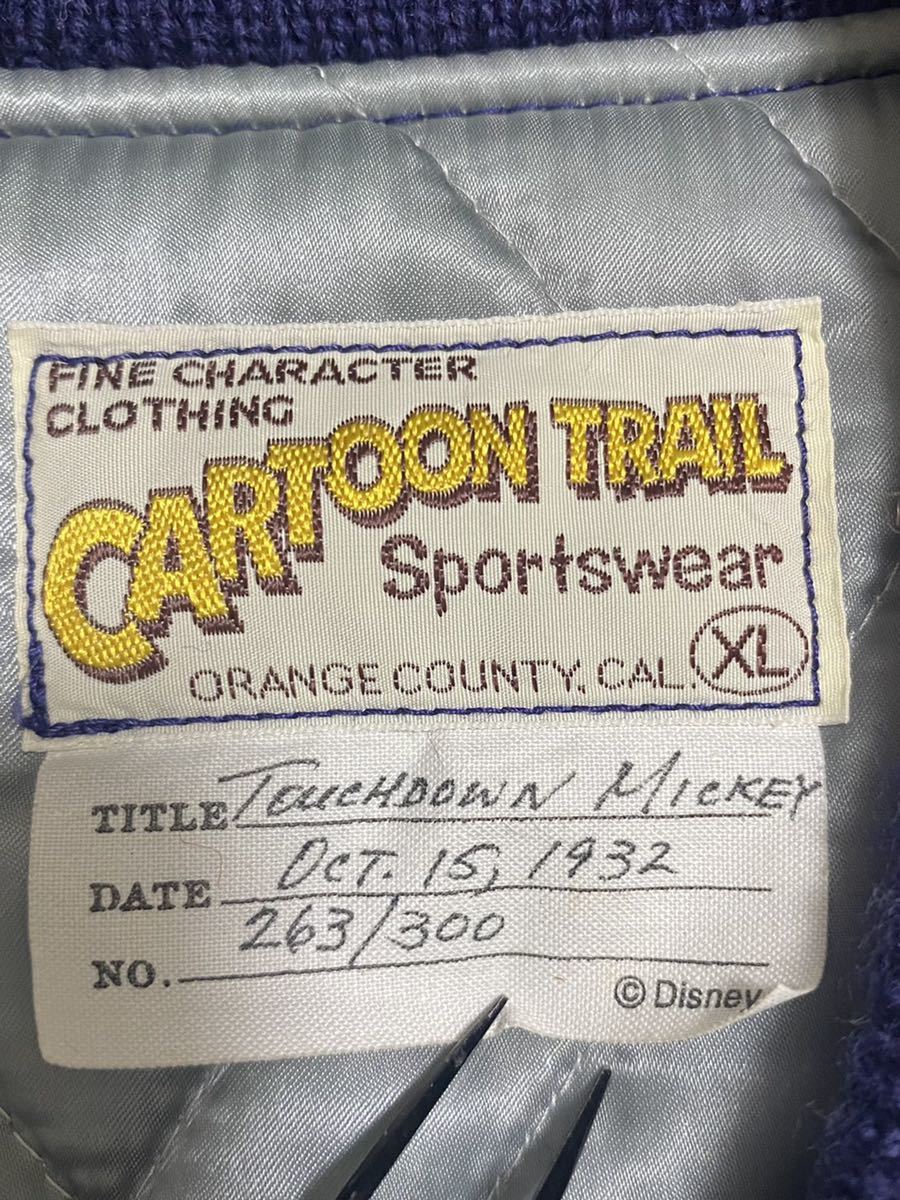 FINE CHARACTER
CLOTHING
CARTOON TRAIL
Sportswear
ORANGE COUNTY, CAL. XL
TITLE TOUCHDOWN MICKEY
DATE OCT. 15, 1932
NO. 263/300
© Disney